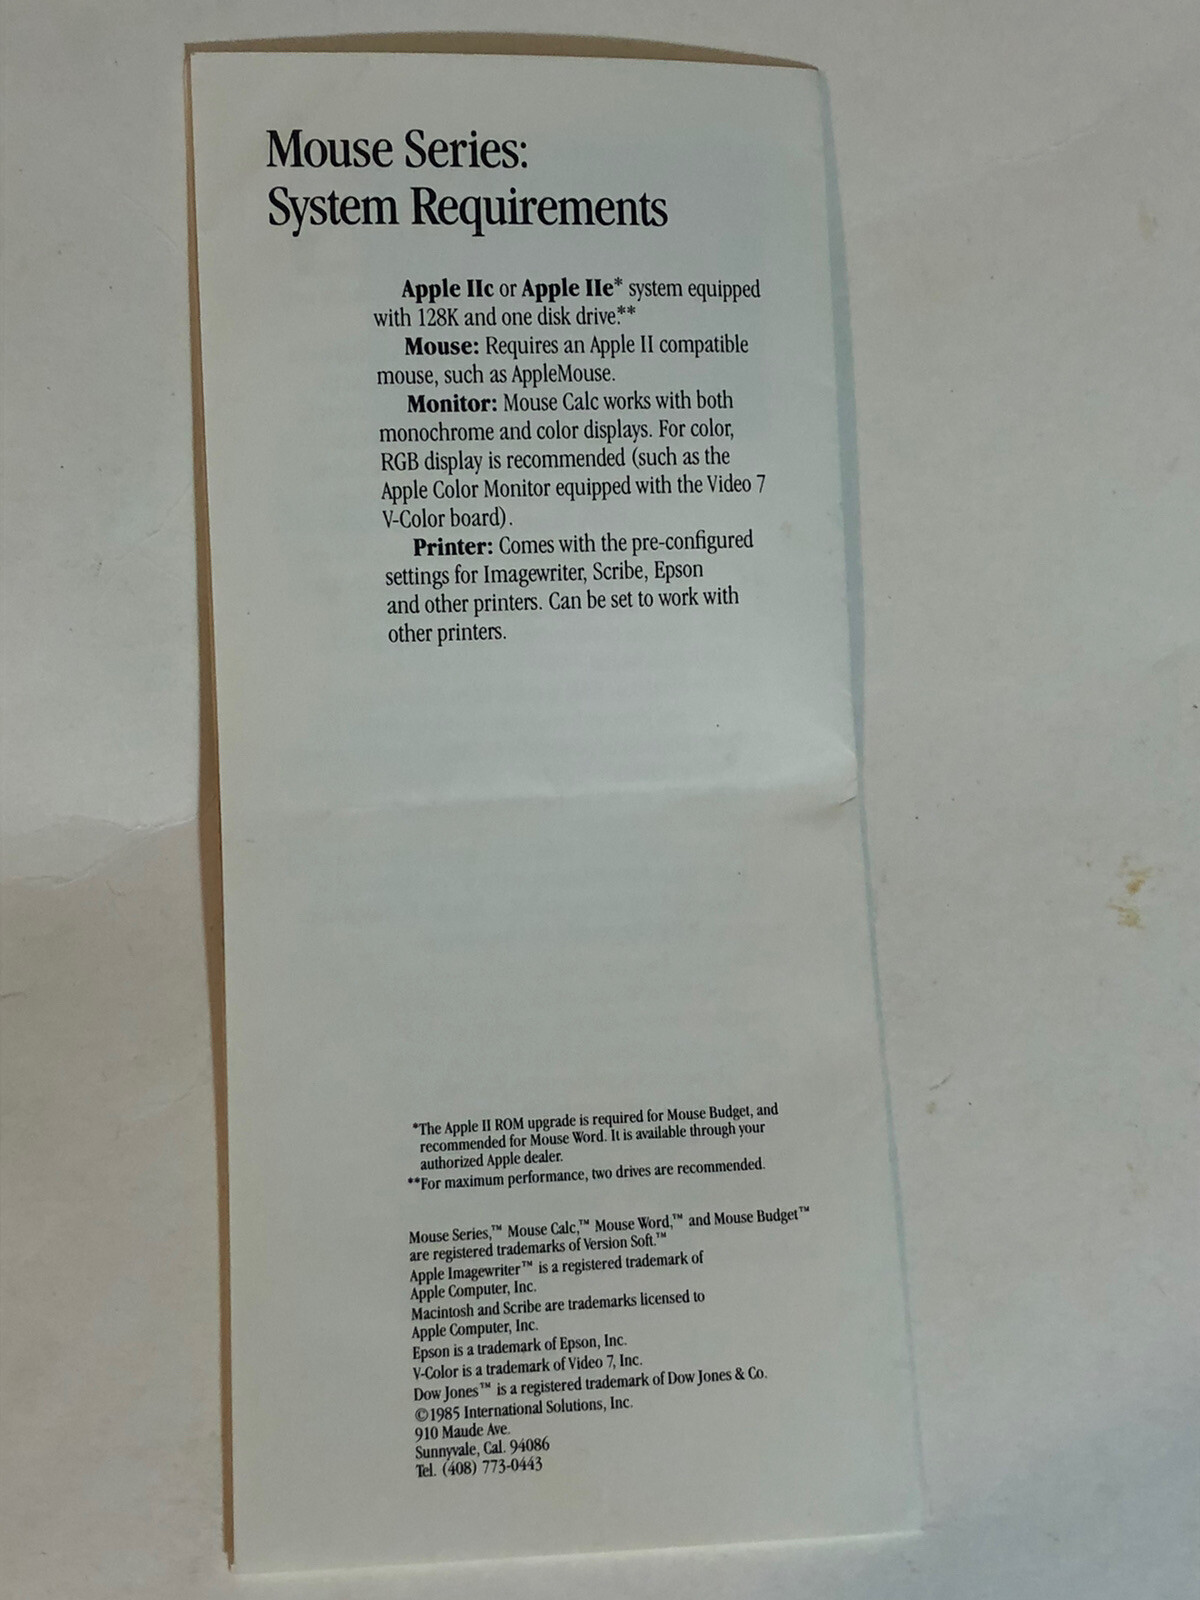 Mouse Series:
System Requirements
Apple IIc or Apple IIe* system equipped
with 128K and one disk drive.**
Mouse: Requires an Apple II compatible
mouse, such as AppleMouse.
Monitor: Mouse Calc works with both
monochrome and color displays. For color,
RGB display is recommended (such as the
Apple Color Monitor equipped with the Video 7
V-Color board).
Printer: Comes with the pre-configured
settings for Imagewriter, Scribe, Epson
and other printers. Can be set to work with
other printers.
*The Apple II ROM upgrade is required for Mouse Budget, and
recommended for Mouse Word. It is available through your
authorized Apple dealer.
**For maximum performance, two drives are recommended.
Mouse Series,™ Mouse Calc,™ Mouse Word,™ and Mouse Budget™
are registered trademarks of Version Soft.™
Apple Imagewriter™ is a registered trademark of
Apple Computer, Inc.
Macintosh and Scribe are trademarks licensed to
Apple Computer, Inc.
Epson is a trademark of Epson, Inc.
V-Color is a trademark of Video 7, Inc.
Dow Jones™ is a registered trademark of Dow Jones & Co.
©1985 International Solutions, Inc.
910 Maude Ave.
Sunnyvale, Cal. 94086
Tel. (408) 773-0443